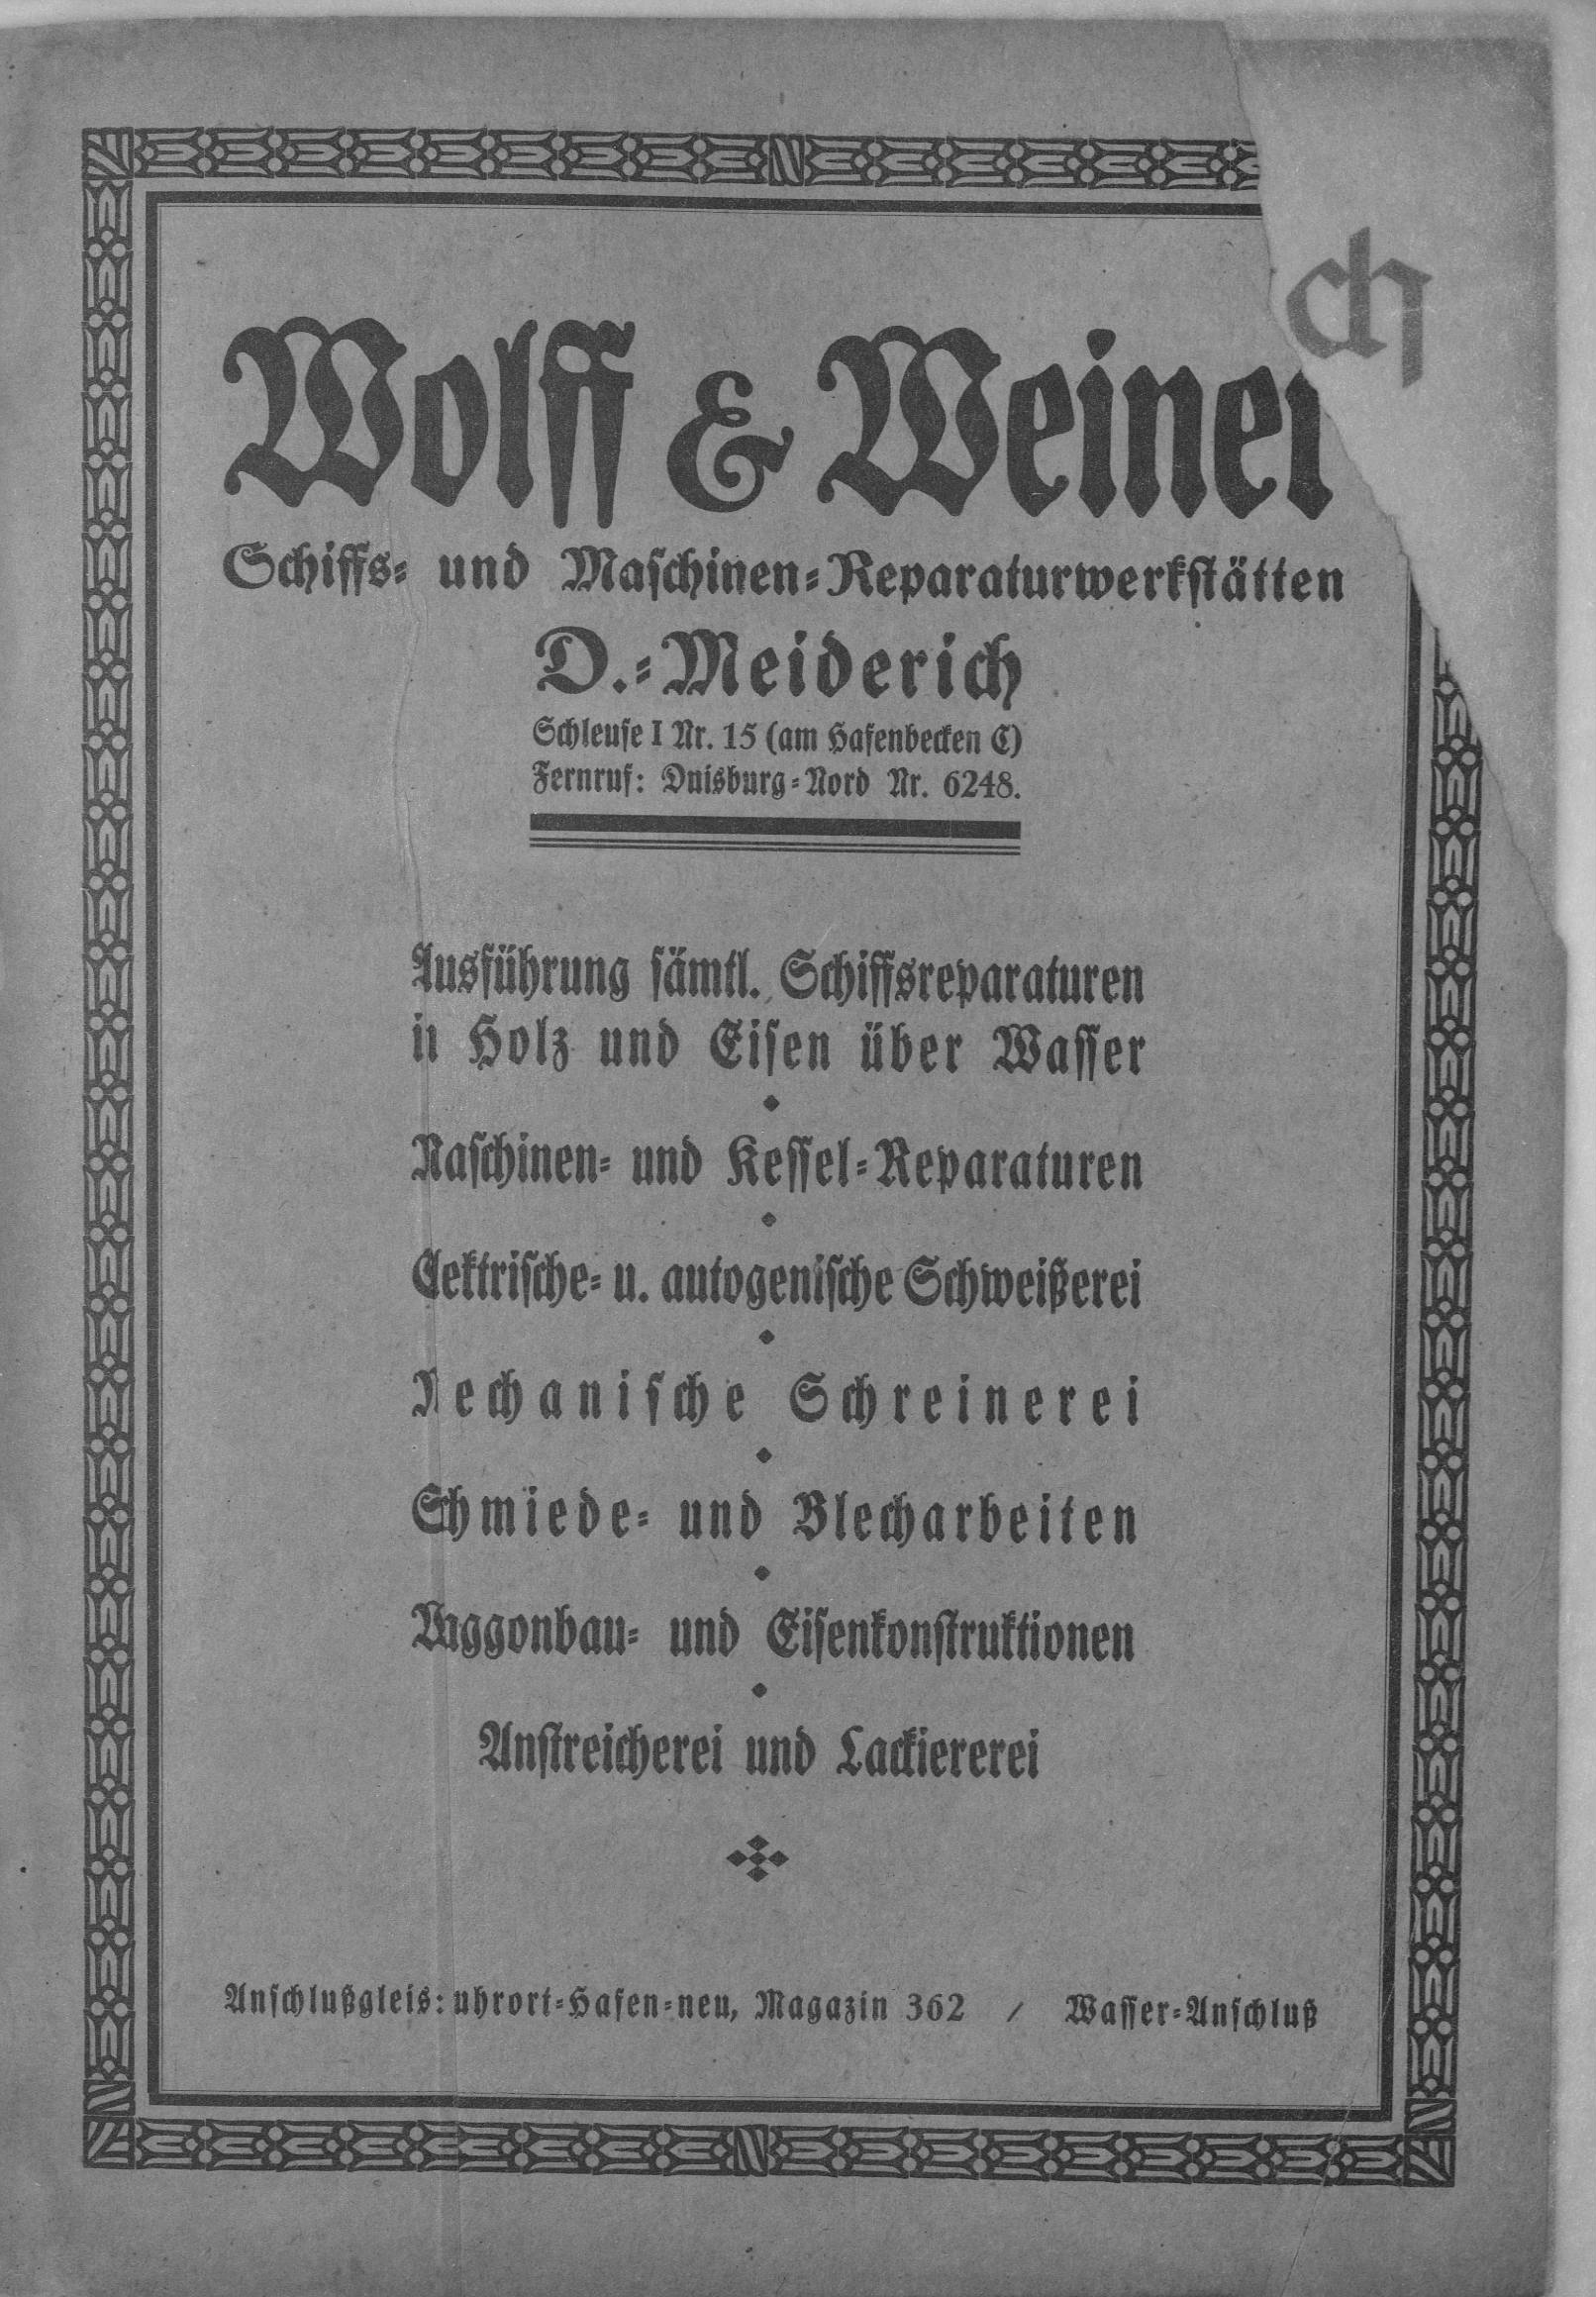 ch
Wolff & Weiner
Schiffs- und Maschinen-Reparaturwerkstätten
D.-Meiderich
Schleuse I Nr. 15 (am Hafenbecken C)
Fernruf: Duisburg-Nord Nr. 6248.
Ausführung sämtl. Schiffsreparaturen
in Holz und Eisen über Wasser
Maschinen- und Kessel-Reparaturen
Elektrische- u. autogenische Schweißerei
Mechanische Schreinerei
Schmiede- und Blecharbeiten
Waggonbau- und Eisenkonstruktionen
Anstreicherei und Lackiererei
Anschlußgleis: uhrort-Hafen-neu, Magazin 362 / Wasser-Anschluß